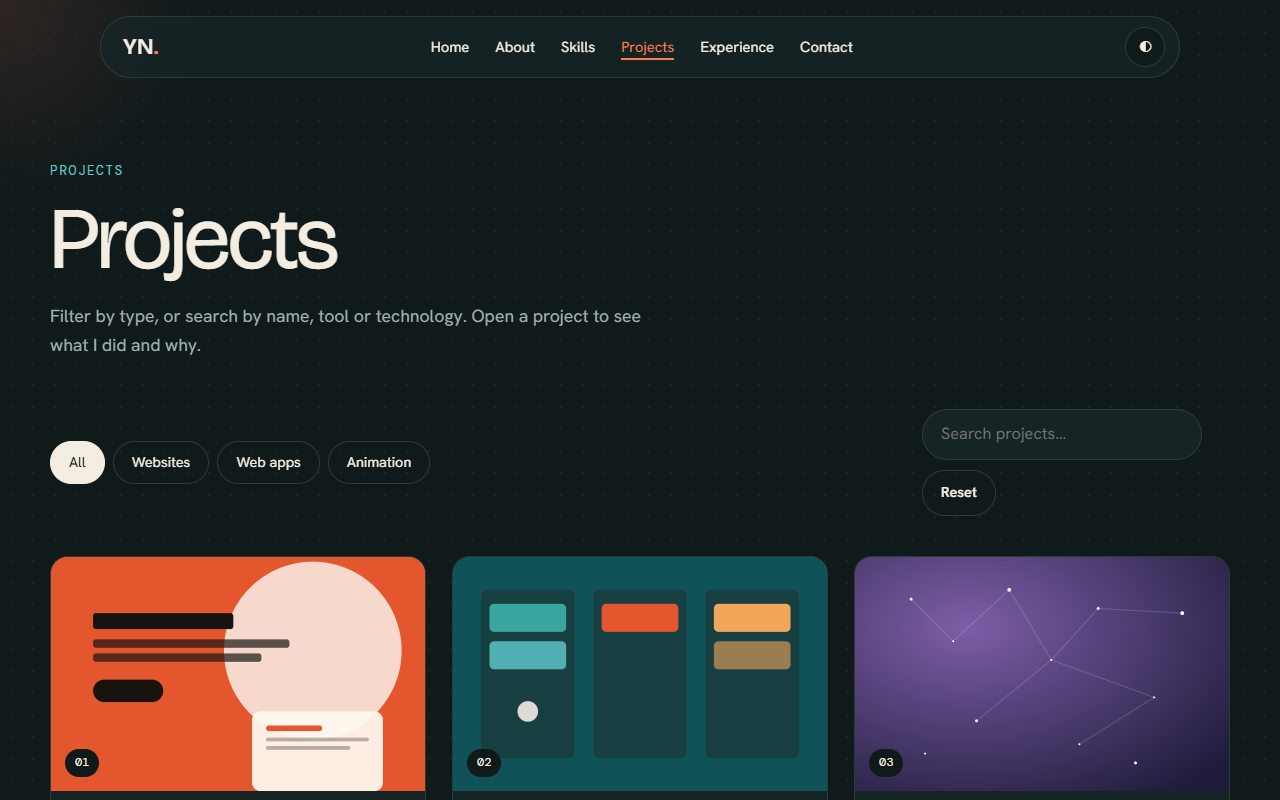 YN.
Home
About
Skills
Projects
Experience
Contact
PROJECTS
Projects
Filter by type, or search by name, tool or technology. Open a project to see
what I did and why.
All
Websites
Web apps
Animation
Search projects...
Reset
01
02
03